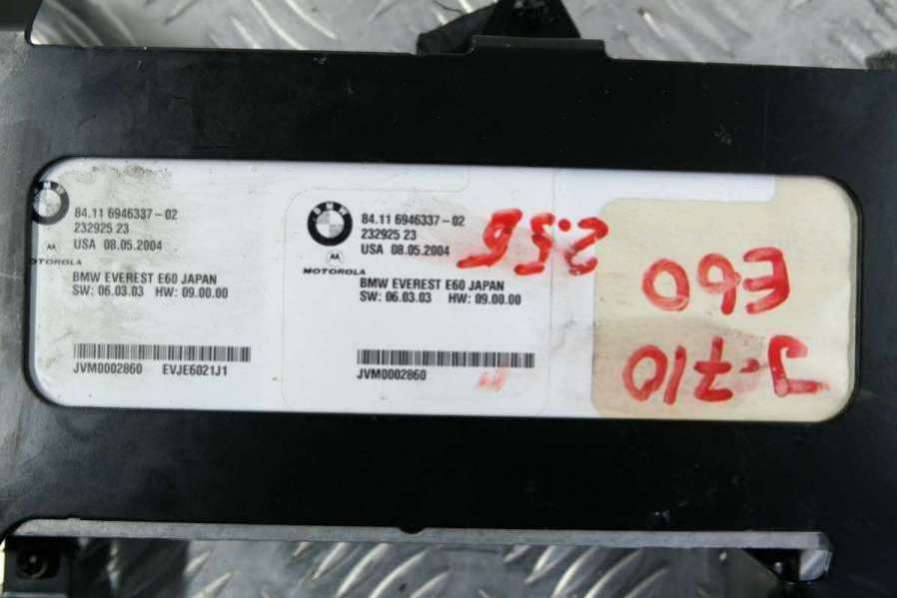 84.11 6946337-02
232925 23
USA 08.05.2004
MOTOROLA
BMW EVEREST E60 JAPAN
SW: 06.03.03 HW: 09.00.00
JVM0002860 EVJE6021J1
BMW
84.11 6946337-02
232925 23
USA 08.05.2004
MOTOROLA
BMW EVEREST E60 JAPAN
SW: 06.03.03 HW: 09.00.00
JVM0002860
E60
J-710